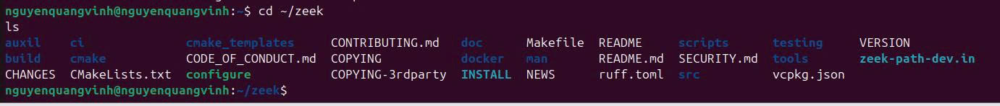 nguyenquangvinh@nguyenquangvinh:~$ cd ~/zeek
ls
auxil ci cmake_templates CONTRIBUTING.md doc Makefile README scripts testing VERSION
build cmake CODE_OF_CONDUCT.md COPYING docker man README.md SECURITY.md tools zeek-path-dev.in
CHANGES CMakeLists.txt configure COPYING-3rdparty INSTALL NEWS ruff.toml src vcpkg.json
nguyenquangvinh@nguyenquangvinh:~/zeek$